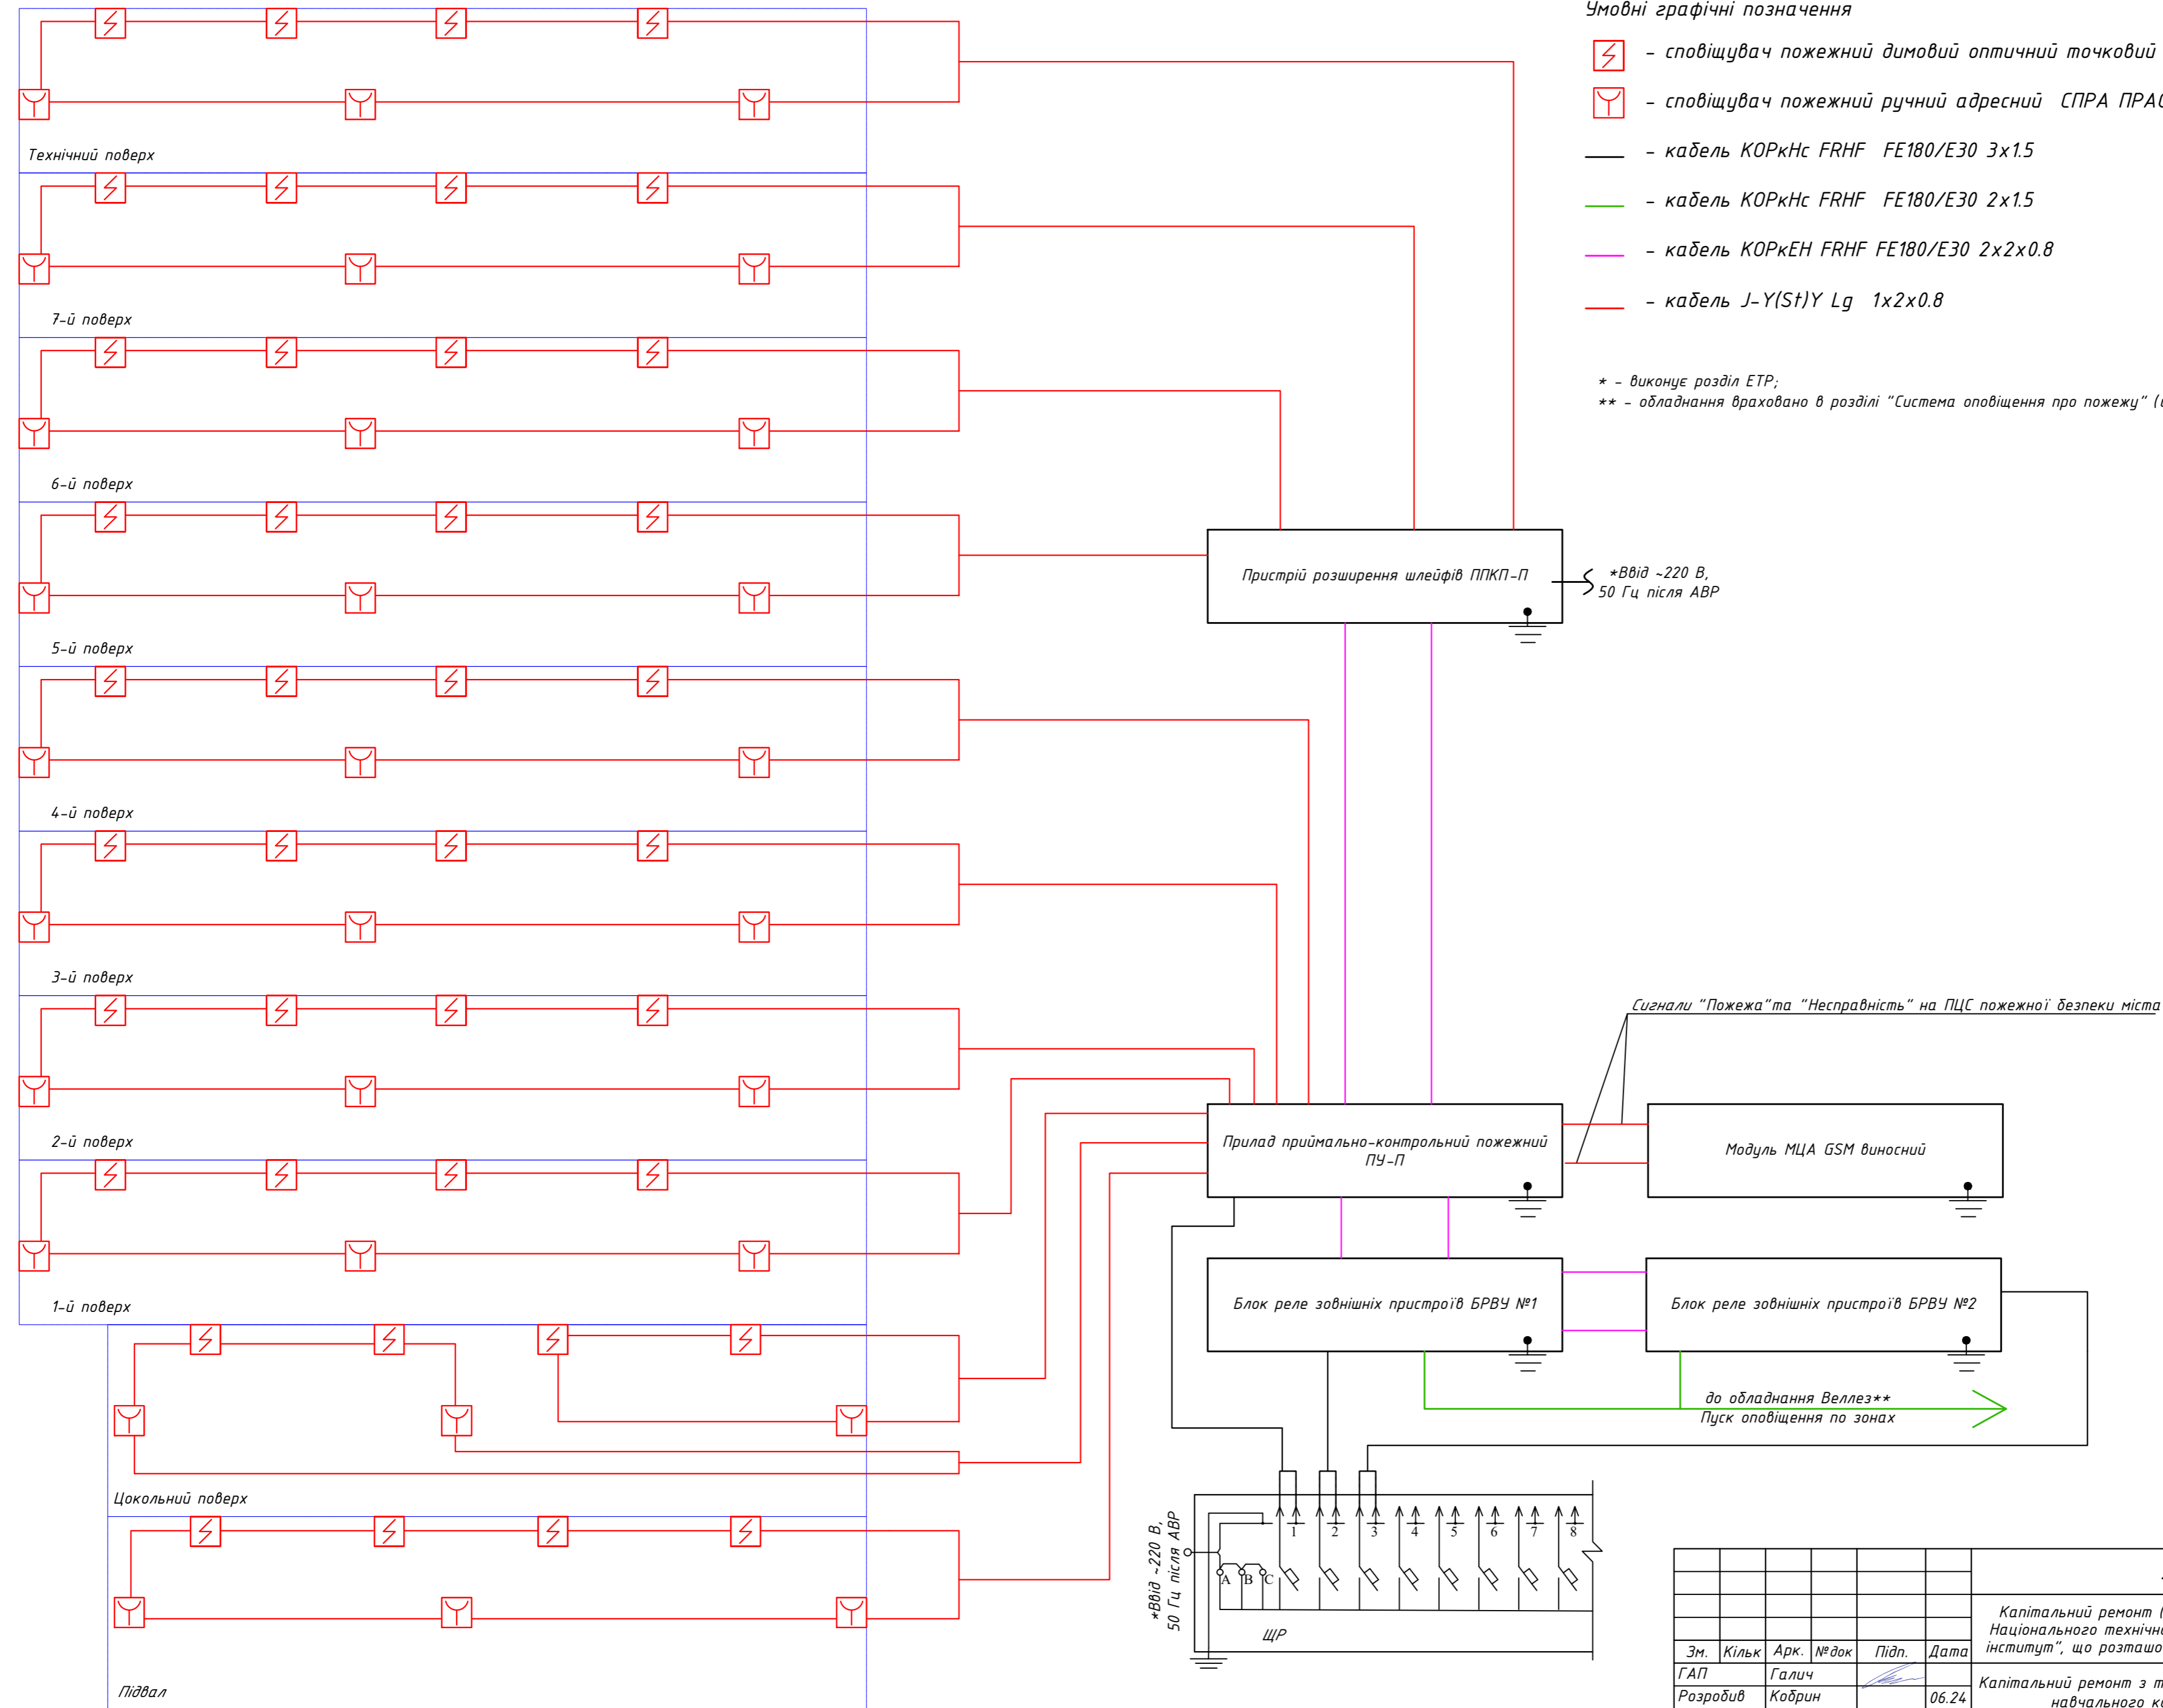 Умовні графічні позначення
- сповіщувач пожежний димовий оптичний точковий
- сповіщувач пожежний ручний адресний СПРА ПРАО
- кабель КОРкНс FRHF FE180/E30 3х1.5
- кабель КОРкНс FRHF FE180/E30 2х1.5
- кабель КОРкЕН FRHF FE180/E30 2х2х0.8
- кабель J-Y(St)Y Lg 1х2х0.8
* - виконує розділ ЕТР;
** - обладнання враховано в розділі "Система оповіщення про пожежу"
Технічний поверх
7-й поверх
6-й поверх
5-й поверх
4-й поверх
3-й поверх
2-й поверх
1-й поверх
Цокольний поверх
Підвал
Пристрій розширення шлейфів ППКП-П
*Ввід ~220 В,
50 Гц після АВР
Сигнали "Пожежа"та "Несправність" на ПЦС пожежної безпеки міста
Прилад приймально-контрольний пожежний
ПУ-П
Модуль МЦА GSM виносний
Блок реле зовнішніх пристроїв БРВУ №1
Блок реле зовнішніх пристроїв БРВУ №2
до обладнання Веллез**
Пуск оповіщення по зонах
*Ввід ~220 В,
50 Гц після АВР
1 2 3 4 5 6 7 8
А В С
ЩР
Капітальний ремонт (
Національного технічно
інститут", що розташо
Зм. Кільк Арк. №док Підп. Дата
ГАП Галич
Розробив Кобрин 06.24
Капітальний ремонт з т
навчального ко